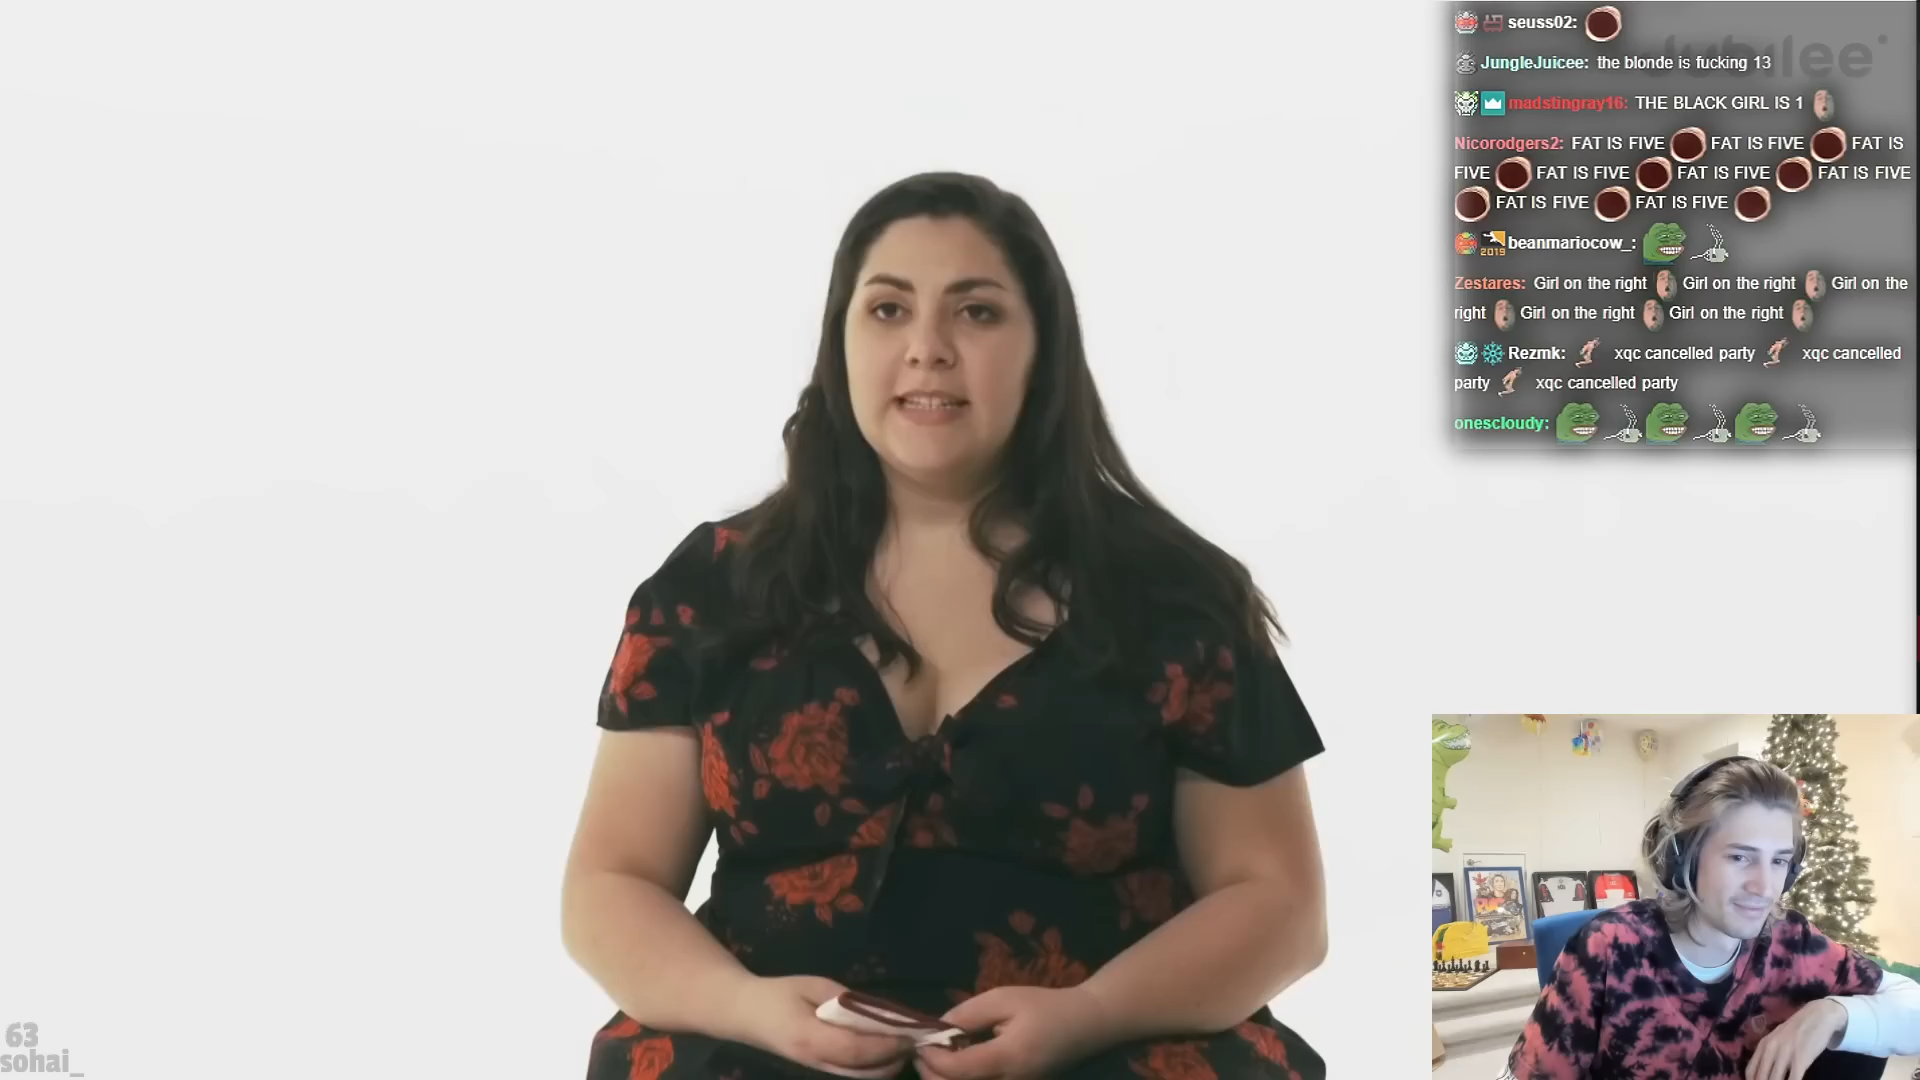 seuss02:
Jubilee
JungleJuicee: the blonde is fucking 13
madstingray16: THE BLACK GIRL IS 1
Nicorodgers2: FAT IS FIVE FAT IS FIVE FAT IS
FIVE FAT IS FIVE FAT IS FIVE FAT IS FIVE
FAT IS FIVE FAT IS FIVE
2019 beanmariocow_:
Zestares: Girl on the right Girl on the right Girl on the
right Girl on the right Girl on the right
Rezmk: xqc cancelled party xqc cancelled
party xqc cancelled party
onescloudy:
63
sohai_